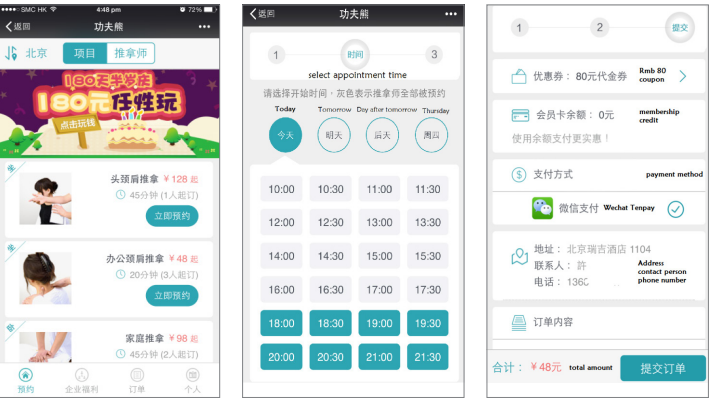 SMC HK 4:48 pm 72%
返回 功夫熊
北京 项目 推拿师
180天半岁庆
180元任性玩
点击玩钱
头颈肩推拿 ￥128 起
45分钟 (1人起订)
立即预约
办公颈肩推拿 ￥48 起
20分钟 (3人起订)
立即预约
家庭推拿 ￥98 起
45分钟 (2人起订)
预约 企业福利 订单 个人
返回 功夫熊
1 时间 3
select appointment time
请选择开始时间，灰色表示推拿师全部被预约
Today Tomorrow Day after tomorrow Thursday
今天 明天 后天 周四
10:00 10:30 11:00 11:30
12:00 12:30 13:00 13:30
14:00 14:30 15:00 15:30
16:00 16:30 17:00 17:30
18:00 18:30 19:00 19:30
20:00 20:30 21:00 21:30
1 2 提交
优惠券： 80元代金券 Rmb 80
coupon
会员卡余额： 0元 membership
credit
使用余额支付更实惠！
支付方式 payment method
微信支付 Wechat Tenpay
地址： 北京瑞吉酒店 1104
联系人： 許 Address
contact person
电话： 136 phone number
订单内容
合计： ￥48元 total amount 提交订单